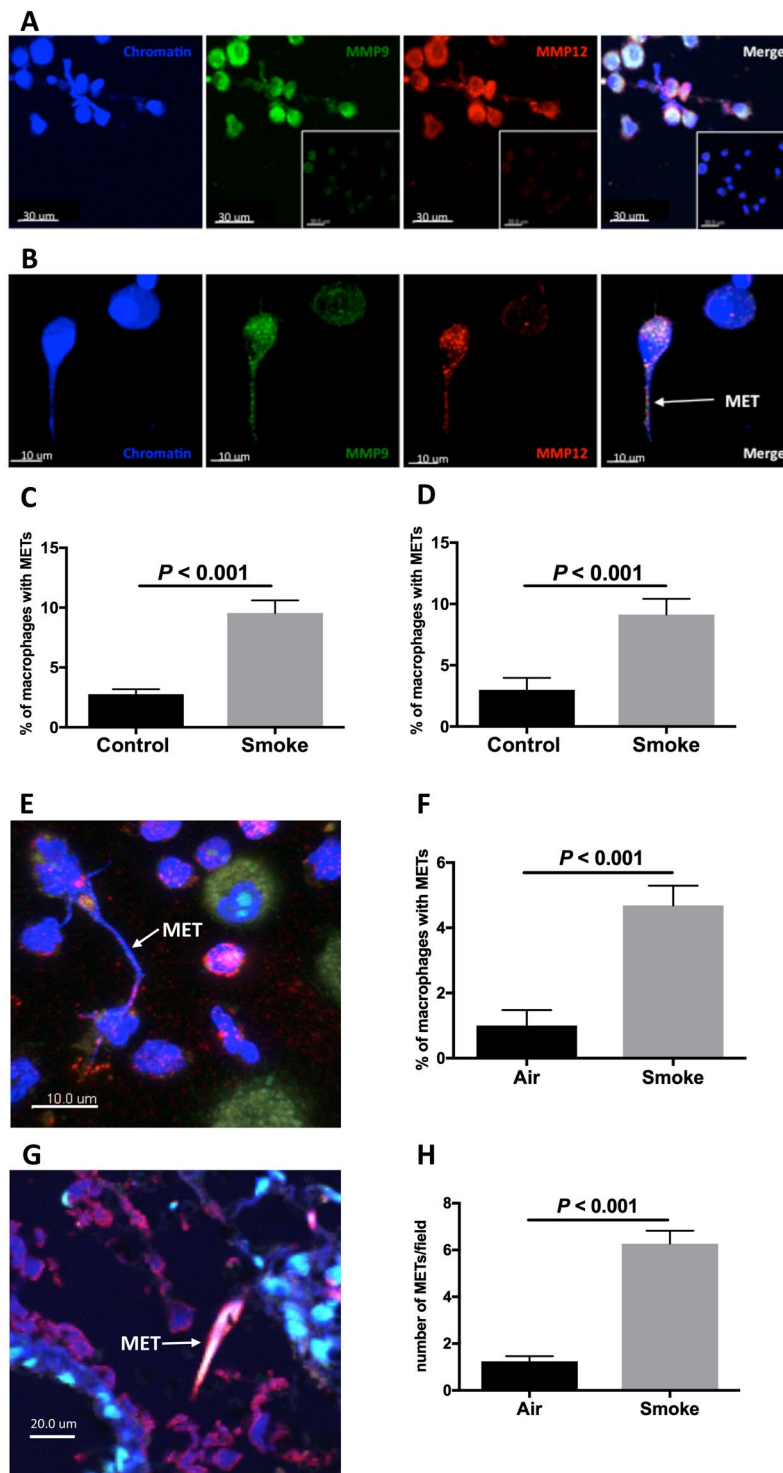 A
Chromatin
MMP9
MMP12
Merge
30 um
30 um
30 um
30 um
B
MET
Chromatin
MMP9
MMP12
Merge
10 um
10 um
10 um
10 um
C
% of macrophages with METs
15
10
5
0
P < 0.001
Control
Smoke
D
% of macrophages with METs
15
10
5
0
P < 0.001
Control
Smoke
E
MET
10.0 um
F
% of macrophages with METs
6
4
2
0
P < 0.001
Air
Smoke
G
MET
20.0 um
H
number of METs/field
8
6
4
2
0
P < 0.001
Air
Smoke